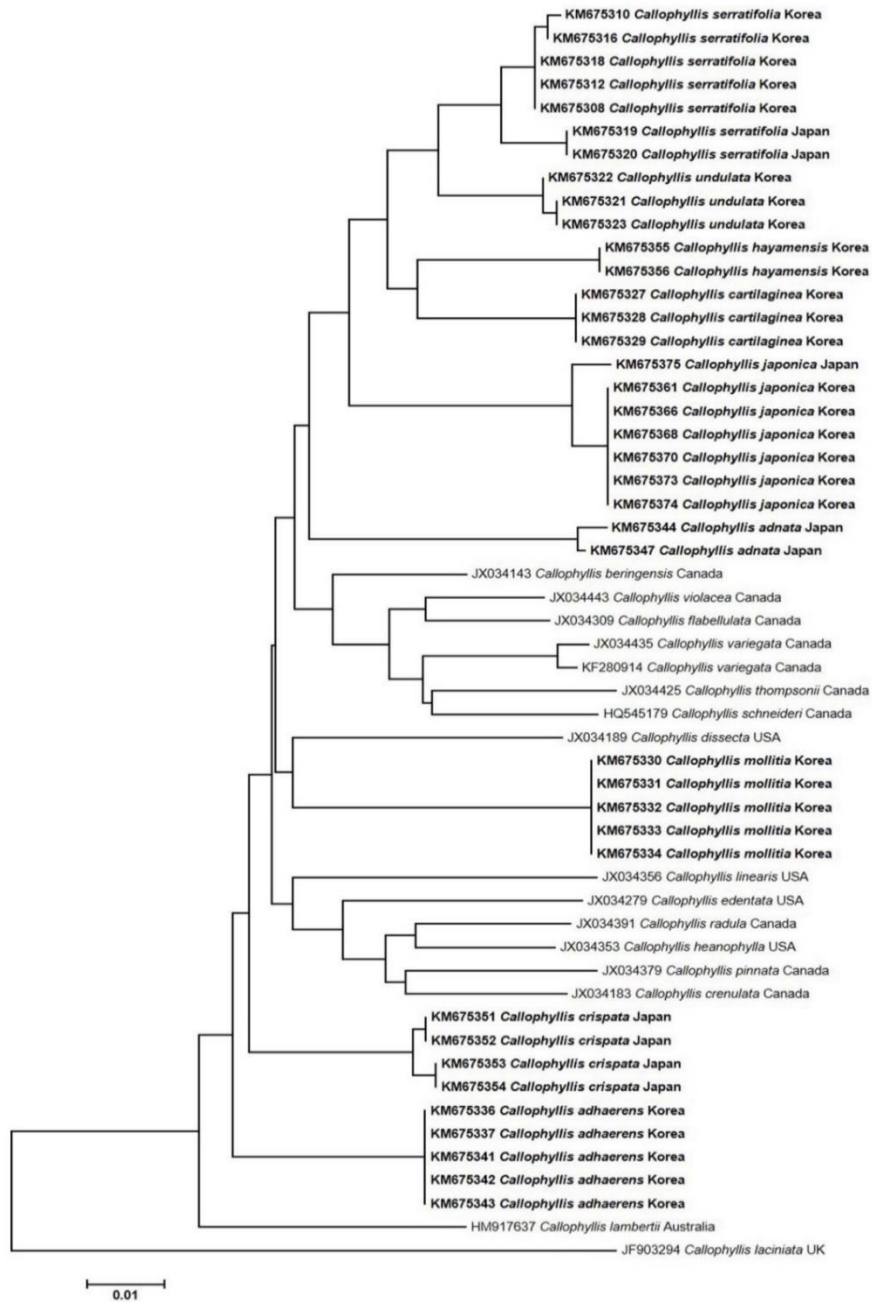 KM675310 Callophyllis serratifolia Korea
KM675316 Callophyllis serratifolia Korea
KM675318 Callophyllis serratifolia Korea
KM675312 Callophyllis serratifolia Korea
KM675308 Callophyllis serratifolia Korea
KM675319 Callophyllis serratifolia Japan
KM675320 Callophyllis serratifolia Japan
KM675322 Callophyllis undulata Korea
KM675321 Callophyllis undulata Korea
KM675323 Callophyllis undulata Korea
KM675355 Callophyllis hayamensis Korea
KM675356 Callophyllis hayamensis Korea
KM675327 Callophyllis cartilaginea Korea
KM675328 Callophyllis cartilaginea Korea
KM675329 Callophyllis cartilaginea Korea
KM675375 Callophyllis japonica Japan
KM675361 Callophyllis japonica Korea
KM675366 Callophyllis japonica Korea
KM675368 Callophyllis japonica Korea
KM675370 Callophyllis japonica Korea
KM675373 Callophyllis japonica Korea
KM675374 Callophyllis japonica Korea
KM675344 Callophyllis adnata Japan
KM675347 Callophyllis adnata Japan
JX034143 Callophyllis beringensis Canada
JX034443 Callophyllis violacea Canada
JX034309 Callophyllis flabellulata Canada
JX034435 Callophyllis variegata Canada
KF280914 Callophyllis variegata Canada
JX034425 Callophyllis thompsonii Canada
HQ545179 Callophyllis schneideri Canada
JX034189 Callophyllis dissecta USA
KM675330 Callophyllis mollitia Korea
KM675331 Callophyllis mollitia Korea
KM675332 Callophyllis mollitia Korea
KM675333 Callophyllis mollitia Korea
KM675334 Callophyllis mollitia Korea
JX034356 Callophyllis linearis USA
JX034279 Callophyllis edentata USA
JX034391 Callophyllis radula Canada
JX034353 Callophyllis heanophylla USA
JX034379 Callophyllis pinnata Canada
JX034183 Callophyllis crenulata Canada
KM675351 Callophyllis crispata Japan
KM675352 Callophyllis crispata Japan
KM675353 Callophyllis crispata Japan
KM675354 Callophyllis crispata Japan
KM675336 Callophyllis adhaerens Korea
KM675337 Callophyllis adhaerens Korea
KM675341 Callophyllis adhaerens Korea
KM675342 Callophyllis adhaerens Korea
KM675343 Callophyllis adhaerens Korea
HM917637 Callophyllis lambertii Australia
JF903294 Callophyllis laciniata UK
0.01